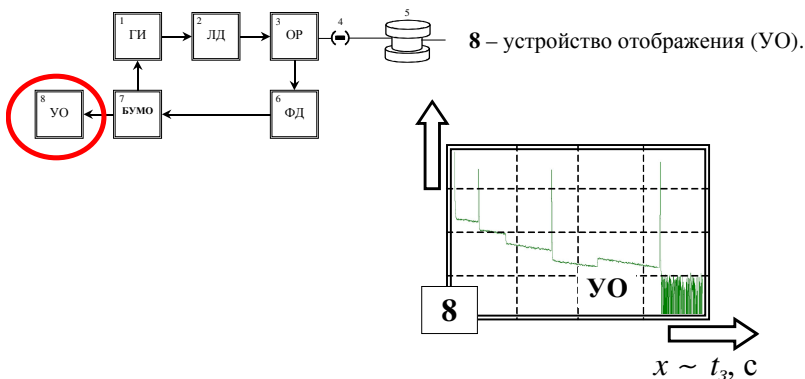 1 ГИ
2 ЛД
3 ОР
4
5
8 – устройство отображения (УО).
8 УО
7 БУМО
6 ФД
УО
8
x ~ tз, с